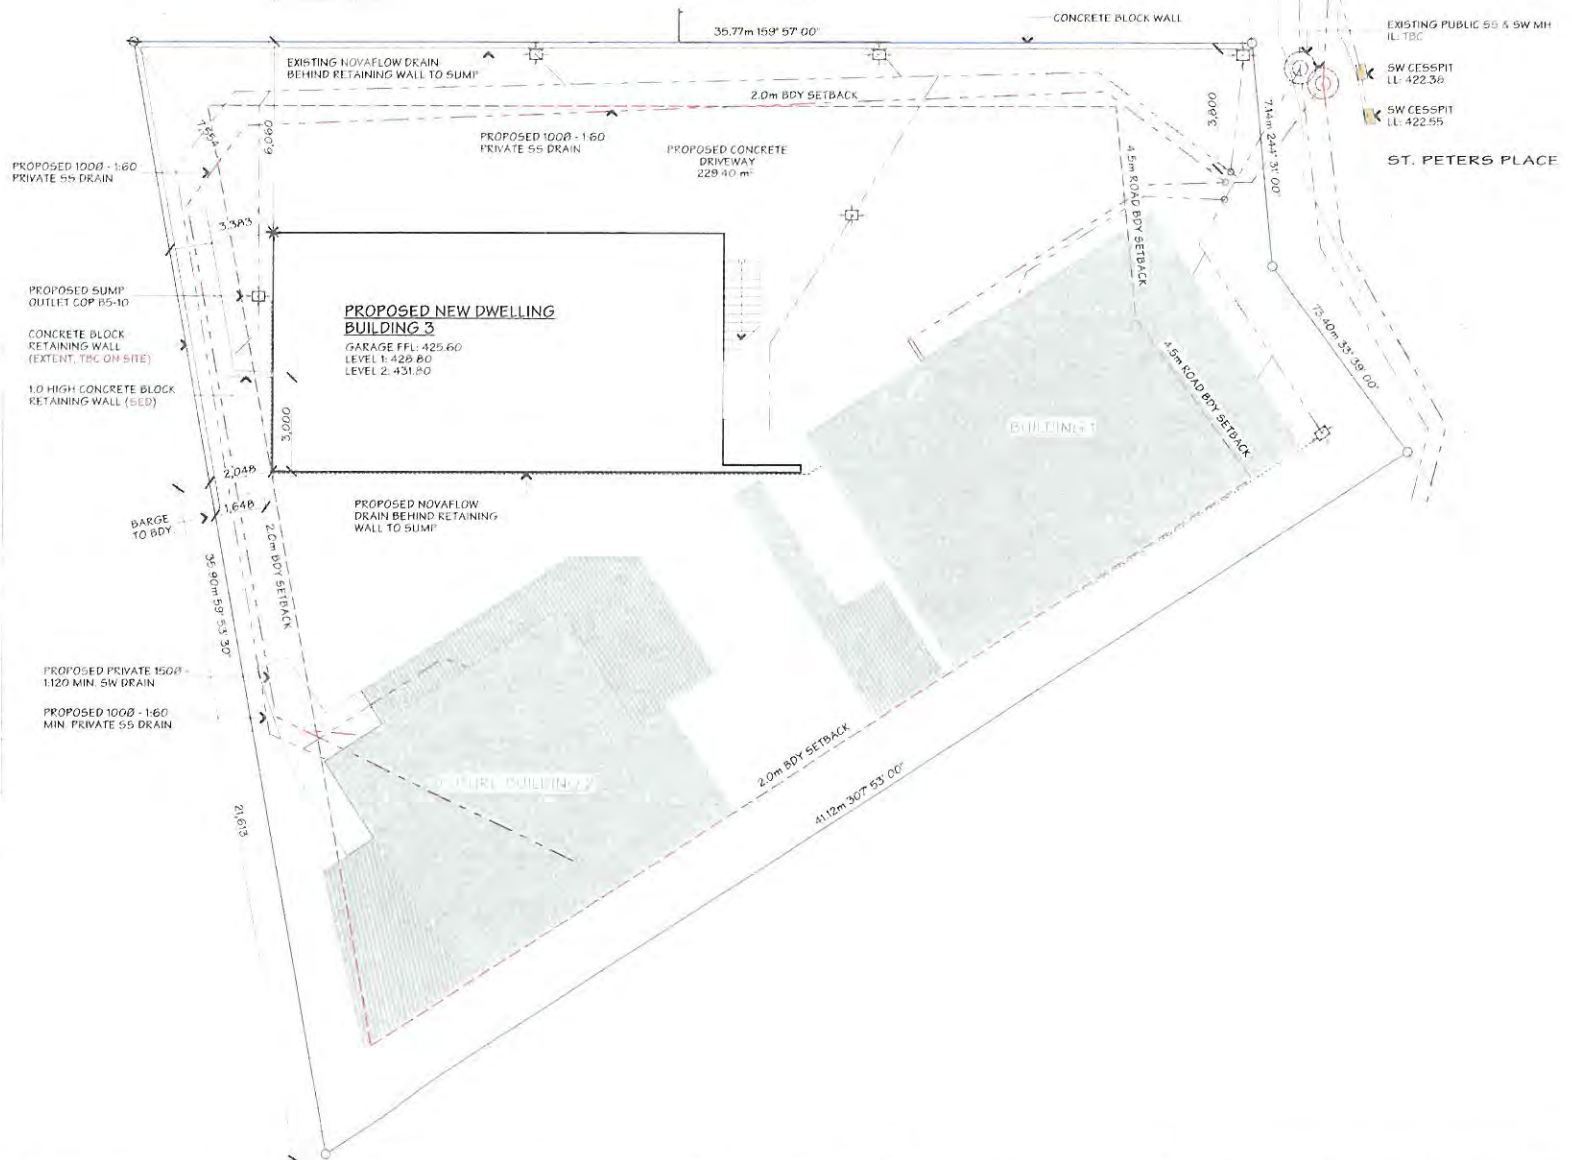 CONCRETE BLOCK WALL
35.77m 159° 57' 00"
EXISTING PUBLIC SS & SW MH
IL: TBC
SW CESSPIT
LL: 422.38
SW CESSPIT
LL: 422.55
ST. PETERS PLACE
EXISTING NOVAFLOW DRAIN
BEHIND RETAINING WALL TO SUMP
2.0m BDY SETBACK
7,554
6,060
3,800
7.14m 244° 31' 00"
PROPOSED 100Ø - 1:60
PRIVATE SS DRAIN
PROPOSED CONCRETE
DRIVEWAY
229.40 m²
PROPOSED 100Ø - 1:60
PRIVATE SS DRAIN
4.5m ROAD BDY SETBACK
3,383
PROPOSED SUMP
OUTLET COP B5-10
PROPOSED NEW DWELLING
BUILDING 3
GARAGE FFL: 425.60
LEVEL 1: 428.80
LEVEL 2: 431.80
CONCRETE BLOCK
RETAINING WALL
(EXTENT, TBC ON SITE)
1.0 HIGH CONCRETE BLOCK
RETAINING WALL (SED)
4.5m ROAD BDY SETBACK
33° 39' 00"
3,000
BUILDING 1
2,048
1,648
BARGE
TO BDY
PROPOSED NOVAFLOW
DRAIN BEHIND RETAINING
WALL TO SUMP
2.0m BDY SETBACK
35.90m 59° 53' 30"
PROPOSED PRIVATE 150Ø -
1:120 MIN. SW DRAIN
PROPOSED 100Ø - 1:60
MIN. PRIVATE SS DRAIN
2.0m BDY SETBACK
FUTURE BUILDING 2
41.12m 307° 53' 00"
21,613